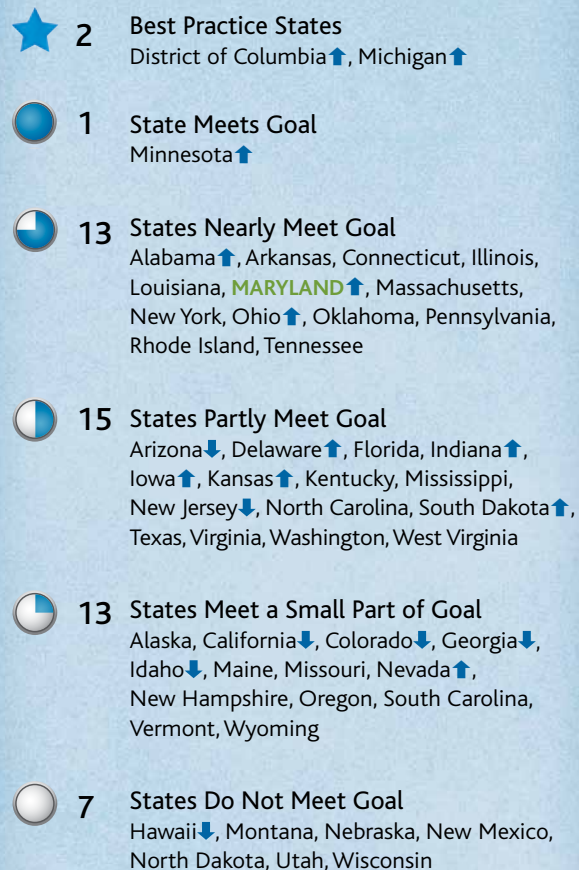 2 Best Practice States
District of Columbia⬆, Michigan⬆
1 State Meets Goal
Minnesota⬆
13 States Nearly Meet Goal
Alabama⬆, Arkansas, Connecticut, Illinois,
Louisiana, MARYLAND⬆, Massachusetts,
New York, Ohio⬆, Oklahoma, Pennsylvania,
Rhode Island, Tennessee
15 States Partly Meet Goal
Arizona⬇, Delaware⬆, Florida, Indiana⬆,
Iowa⬆, Kansas⬆, Kentucky, Mississippi,
New Jersey⬇, North Carolina, South Dakota⬆,
Texas, Virginia, Washington, West Virginia
13 States Meet a Small Part of Goal
Alaska, California⬇, Colorado⬇, Georgia⬇,
Idaho⬇, Maine, Missouri, Nevada⬆,
New Hampshire, Oregon, South Carolina,
Vermont, Wyoming
7 States Do Not Meet Goal
Hawaii⬇, Montana, Nebraska, New Mexico,
North Dakota, Utah, Wisconsin